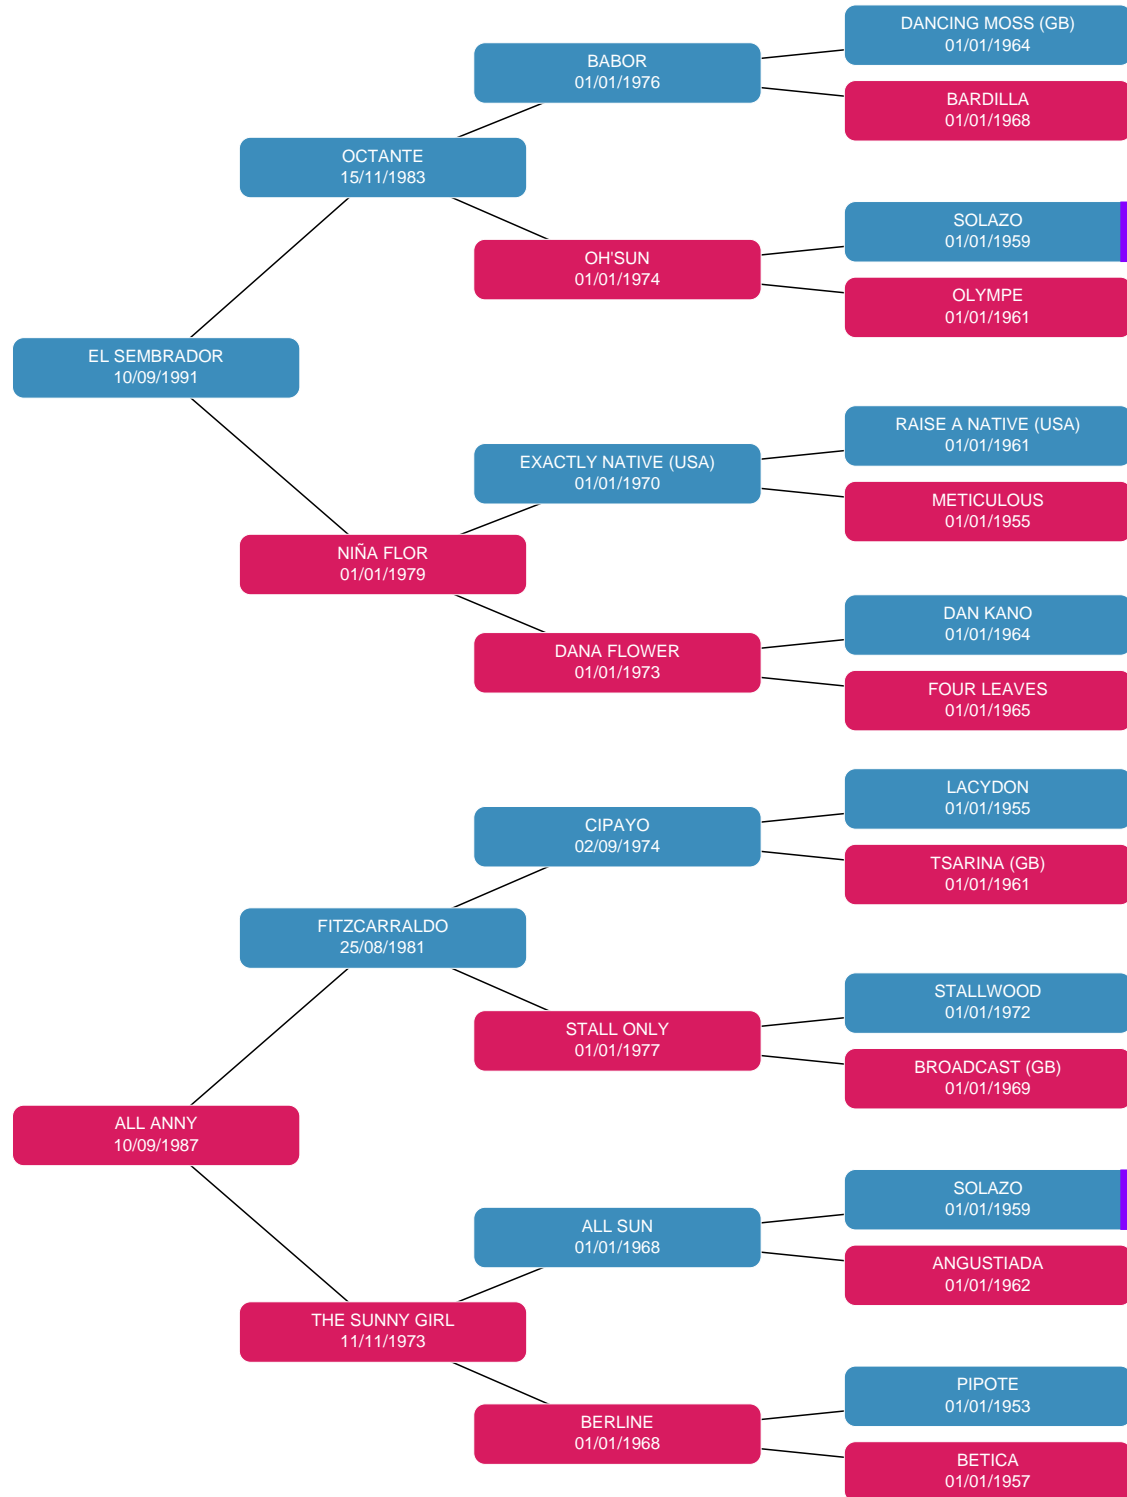 DANCING MOSS (GB)
01/01/1964
BABOR
01/01/1976
BARDILLA
01/01/1968
OCTANTE
15/11/1983
SOLAZO
01/01/1959
OH'SUN
01/01/1974
OLYMPE
01/01/1961
EL SEMBRADOR
10/09/1991
RAISE A NATIVE (USA)
01/01/1961
EXACTLY NATIVE (USA)
01/01/1970
METICULOUS
01/01/1955
NIÑA FLOR
01/01/1979
DAN KANO
01/01/1964
DANA FLOWER
01/01/1973
FOUR LEAVES
01/01/1965
LACYDON
01/01/1955
CIPAYO
02/09/1974
TSARINA (GB)
01/01/1961
FITZCARRALDO
25/08/1981
STALLWOOD
01/01/1972
STALL ONLY
01/01/1977
BROADCAST (GB)
01/01/1969
ALL ANNY
10/09/1987
SOLAZO
01/01/1959
ALL SUN
01/01/1968
ANGUSTIADA
01/01/1962
THE SUNNY GIRL
11/11/1973
PIPOTE
01/01/1953
BERLINE
01/01/1968
BETICA
01/01/1957